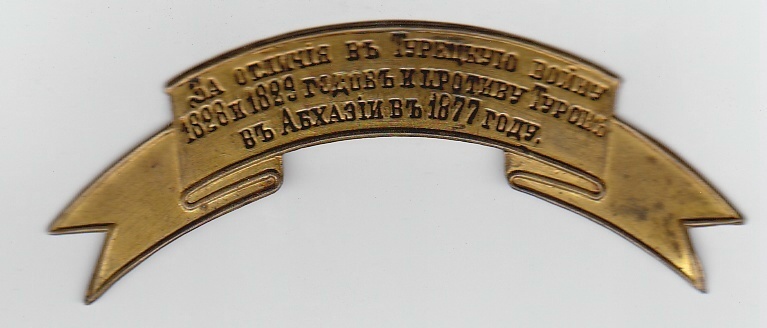 За отличiя въ Турецкую войну
1828 и 1829 годовъ и противу Турокъ
въ Абхазiи въ 1877 году.